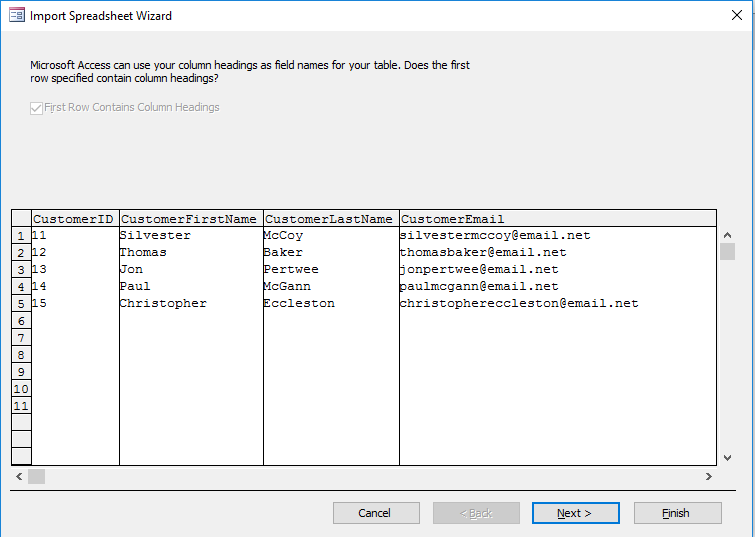 Import Spreadsheet Wizard
Microsoft Access can use your column headings as field names for your table. Does the first
row specified contain column headings?
First Row Contains Column Headings
CustomerID CustomerFirstName CustomerLastName CustomerEmail
1 11 Silvester McCoy silvestermccoy@email.net
2 12 Thomas Baker thomasbaker@email.net
3 13 Jon Pertwee jonpertwee@email.net
4 14 Paul McGann paulmcgann@email.net
5 15 Christopher Eccleston christophereccleston@email.net
6
7
8
9
10
11
Cancel < Back Next > Finish